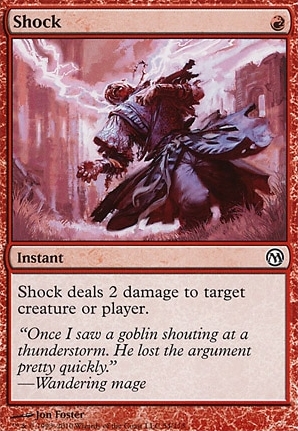 Shock
Instant
Shock deals 2 damage to target
creature or player.
“Once I saw a goblin shouting at a
thunderstorm. He lost the argument
pretty quickly.”
—Wandering mage
Jon Foster